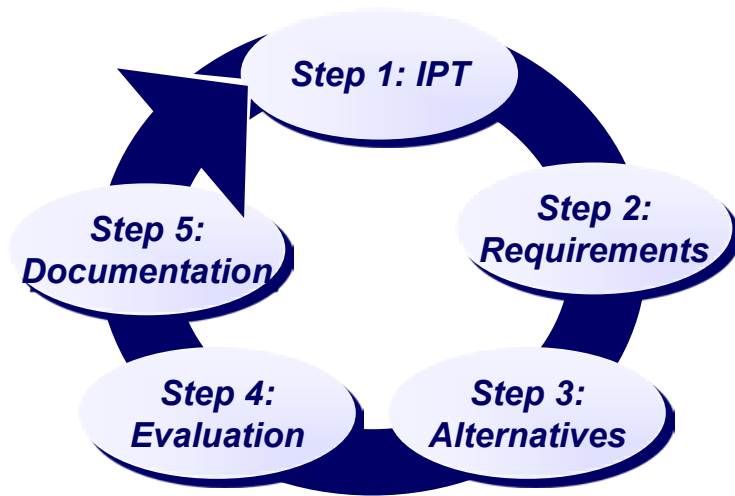 Step 1: IPT
Step 2:
Requirements
Step 3:
Alternatives
Step 4:
Evaluation
Step 5:
Documentation